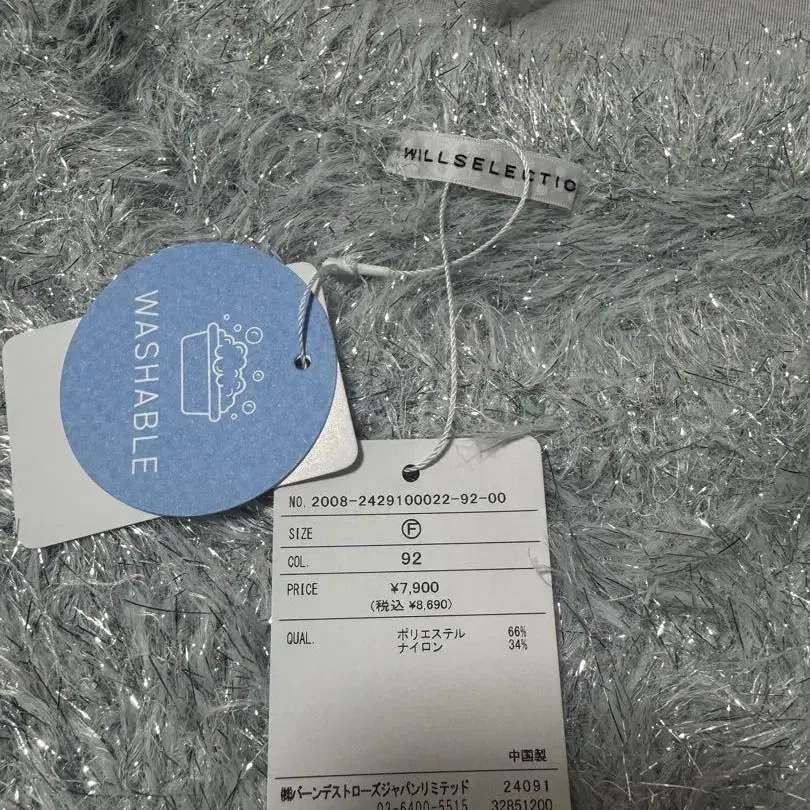 WILLSELECTIO
WASHABLE
NO. 2008-2429100022-92-00
SIZE Ⓕ
COL. 92
PRICE ¥7,900
(税込 ¥8,690)
QUAL. ポリエステル 66%
ナイロン 34%
中国製
㈱バーンデストローズジャパンリミテッド 24091
03-6400-5515 32851200